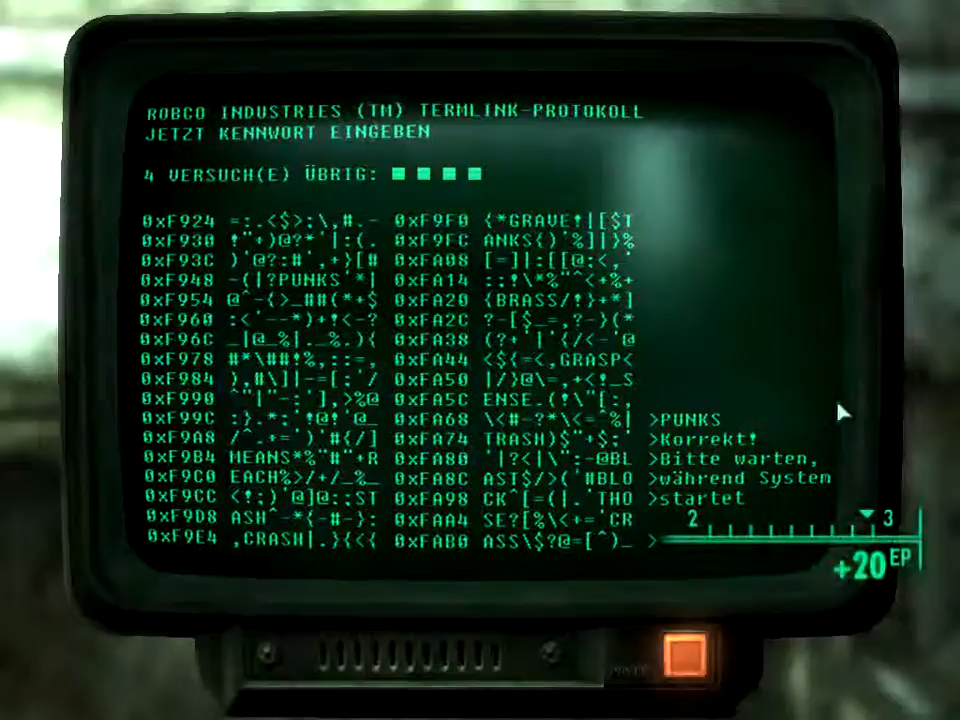 ROBCO INDUSTRIES (TM) TERMLINK-PROTOKOLL
JETZT KENNWORT EINGEBEN
4 VERSUCH(E) ÜBRIG: ■ ■ ■ ■
0xF924 =:.<$>:\,#.- 0xF9F0 {*GRAVE!|[$T
0xF930 !"+)@?*'|:(. 0xF9FC ANKS{)'%]|}%
0xF93C )'@?:#',+}[# 0xFA08 [=]|:[[@:<,'
0xF948 -(|?PUNKS'*| 0xFA14 ::!\*%"^<+%+
0xF954 @^-{>_##(*+$ 0xFA20 {BRASS/!}+*]
0xF960 :<'--*)+!<-? 0xFA2C ?-[$_=,?-}(*
0xF96C _|@_%|._%.){ 0xFA38 (?+'|'{/<-'@
0xF978 #*\##!%,::=, 0xFA44 <${=<,GRASP<
0xF984 ),#\]|-=[:'/ 0xFA50 |/}@\=,+<!_S
0xF990 ^"|"-:'],>%@ 0xFA5C ENSE.(!\"[:,
0xF99C :}.*:'@!'@_ 0xFA68 \<#-?*\<=^%| >PUNKS
0xF9A8 /^.+=')'#{/] 0xFA74 TRASH)$"+$:' >Korrekt!
0xF9B4 MEANS*%"#"+R 0xFA80 '|?<|\":-@BL >Bitte warten,
0xF9C0 EACH%>/+/_%_ 0xFA8C AST$/>('#BLO >während System
0xF9CC <!:)'@]@::ST 0xFA98 CK^[=(|.'THO >startet
0xF9D8 ASH^-*{-#-}: 0xFAA4 SE?[%\<+='CR
0xF9E4 ,CRASH|.}{<{ 0xFAB0 ASS\$?@=[^)_ >
2 3
+20 EP